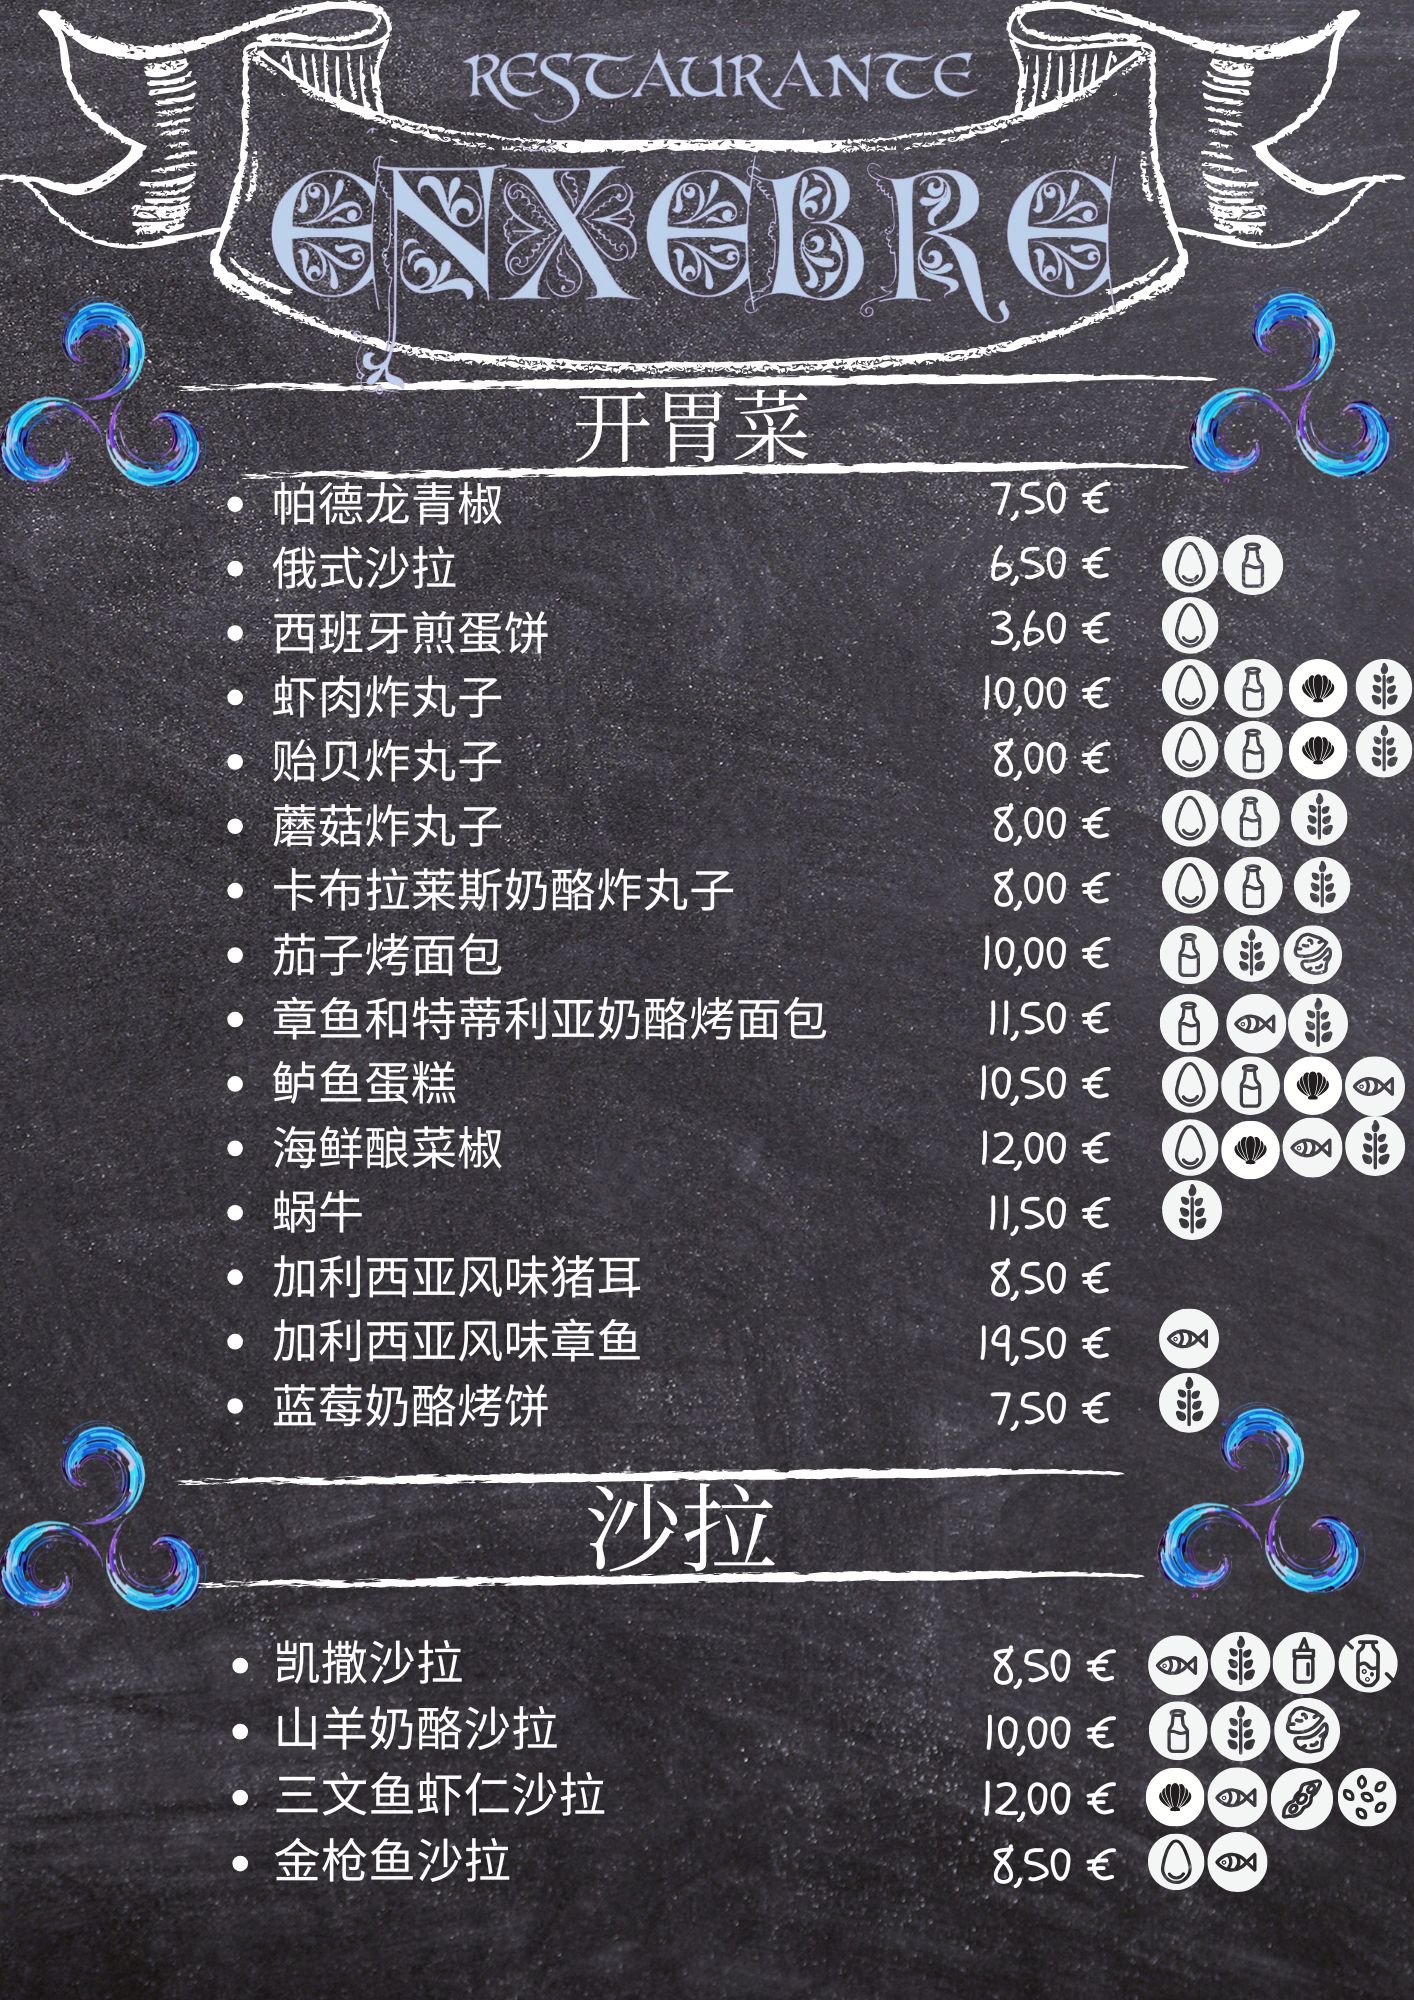 RESTAURANTE
ENXEBRE
开胃菜
• 帕德龙青椒 7,50 €
• 俄式沙拉 6,50 €
• 西班牙煎蛋饼 3,60 €
• 虾肉炸丸子 10,00 €
• 贻贝炸丸子 8,00 €
• 蘑菇炸丸子 8,00 €
• 卡布拉莱斯奶酪炸丸子 8,00 €
• 茄子烤面包 10,00 €
• 章鱼和特蒂利亚奶酪烤面包 11,50 €
• 鲈鱼蛋糕 10,50 €
• 海鲜酿菜椒 12,00 €
• 蜗牛 11,50 €
• 加利西亚风味猪耳 8,50 €
• 加利西亚风味章鱼 19,50 €
• 蓝莓奶酪烤饼 7,50 €
沙拉
• 凯撒沙拉 8,50 €
• 山羊奶酪沙拉 10,00 €
• 三文鱼虾仁沙拉 12,00 €
• 金枪鱼沙拉 8,50 €